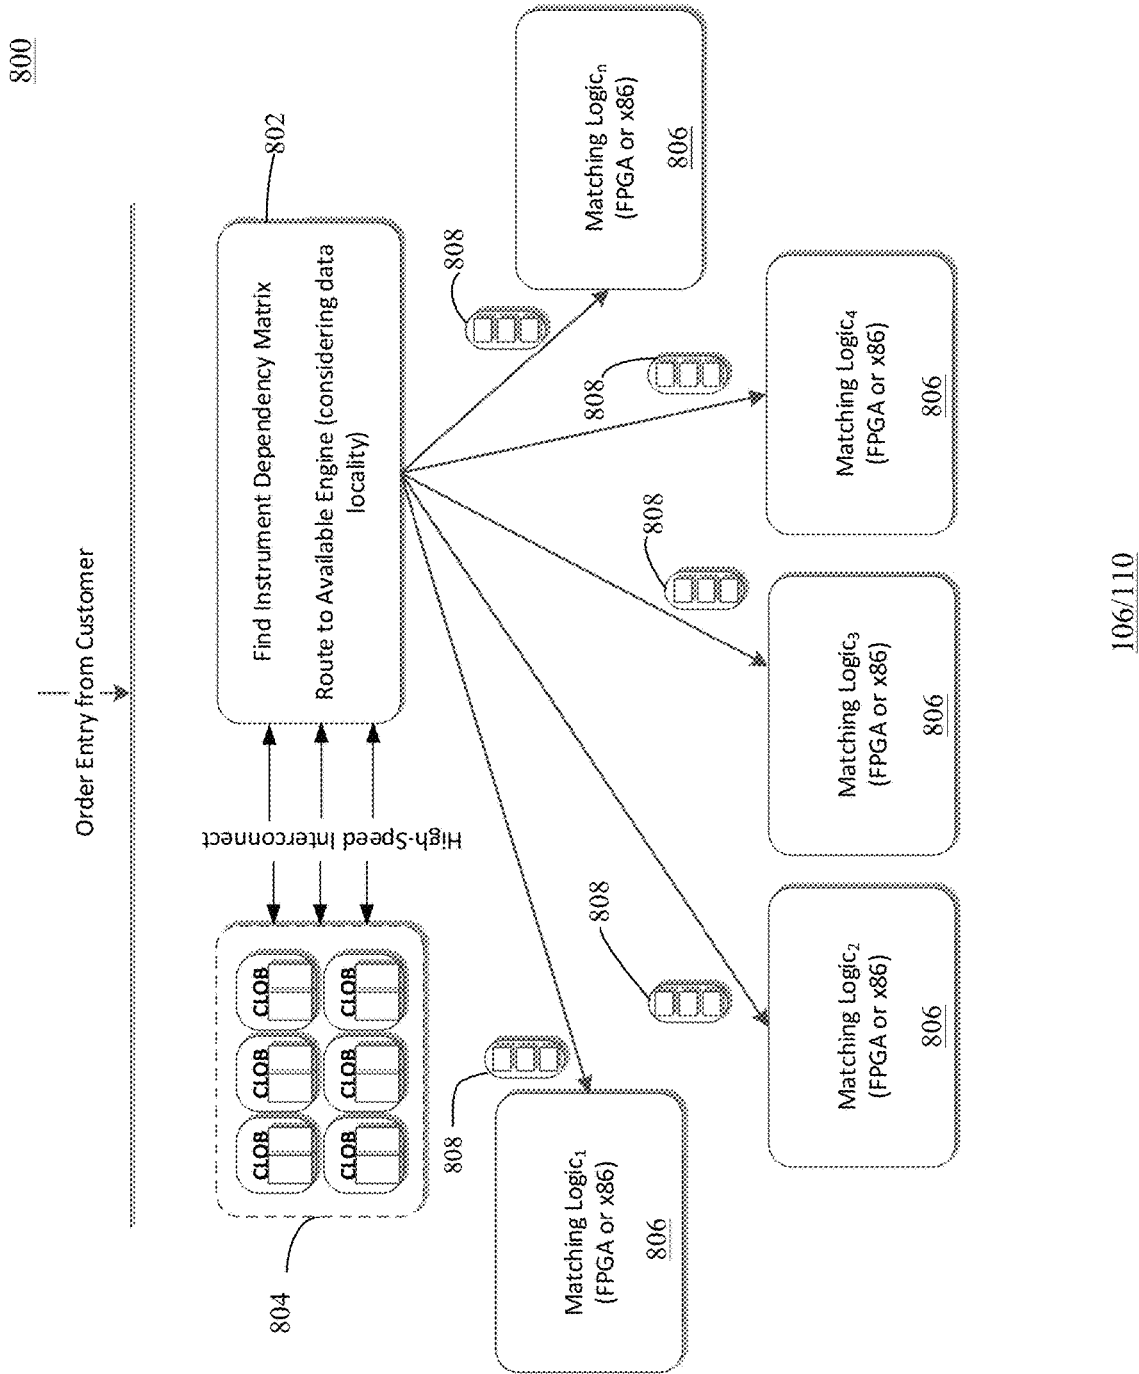 800
Order Entry from Customer
802
Find Instrument Dependency Matrix
Route to Available Engine (considering data
locality)
High-Speed Interconnect
CLOB
CLOB
CLOB
CLOB
CLOB
CLOB
804
808
808
808
808
808
Matching Logic₁
(FPGA or x86)
806
Matching Logic₂
(FPGA or x86)
806
Matching Logic₃
(FPGA or x86)
806
Matching Logic₄
(FPGA or x86)
806
Matching Logicₙ
(FPGA or x86)
806
106/110